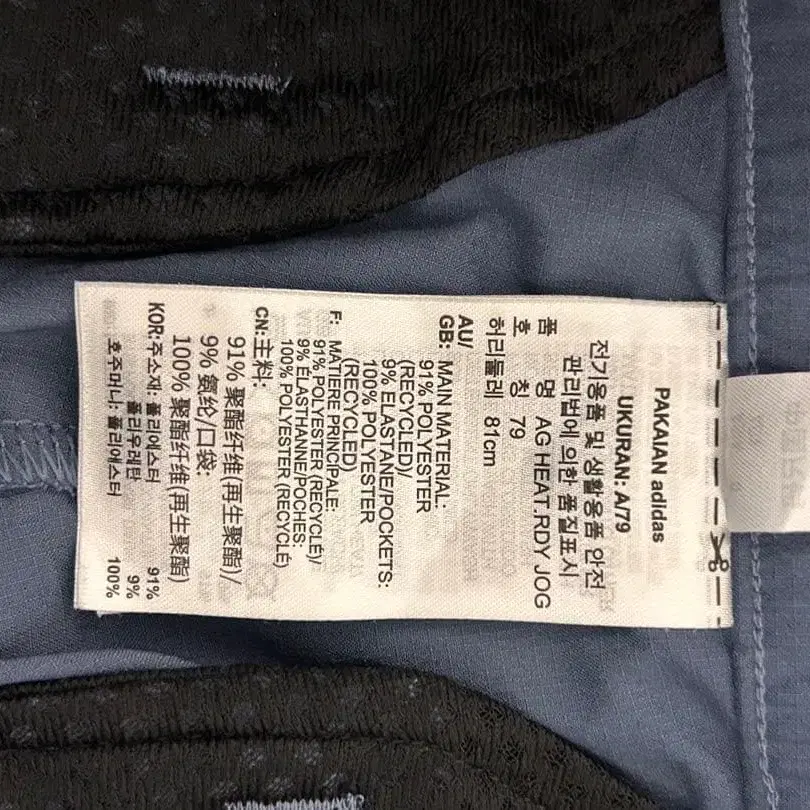 PAKAIAN adidas
UKURAN: A/79
전기용품 및 생활용품 안전
관리법에 의한 품질표시
품 명 AG HEAT.RDY JOG
호 칭 79
허리둘레 81cm
AU/
GB: MAIN MATERIAL:
91% POLYESTER
(RECYCLED)/
9% ELASTANE/POCKETS:
100% POLYESTER
(RECYCLED)
F: MATIERE PRINCIPALE:
91% POLYESTER (RECYCLÉ)/
9% ÉLASTHANNE/POCHES:
100% POLYESTER (RECYCLÉ)
CN:主料:
91% 聚酯纤维(再生聚酯)/
9% 氨纶/口袋:
100% 聚酯纤维(再生聚酯)
KOR:주소재: 폴리에스터 91%
폴리우레탄 9%
호주머니: 폴리에스터 100%